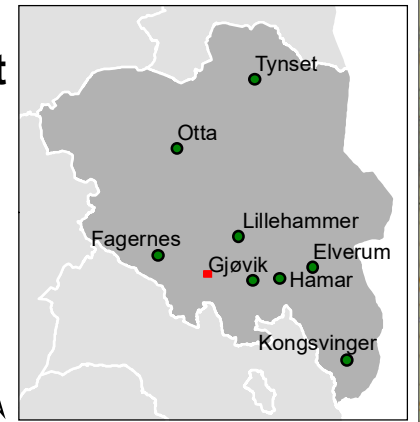 t
Tynset
Otta
Lillehammer
Fagernes
Elverum
Gjøvik
Hamar
Kongsvinger